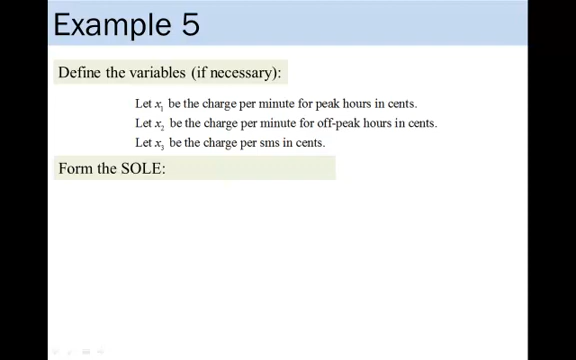 Example 5
Define the variables (if necessary):
Let x₁ be the charge per minute for peak hours in cents.
Let x₂ be the charge per minute for off-peak hours in cents.
Let x₃ be the charge per sms in cents.
Form the SOLE: